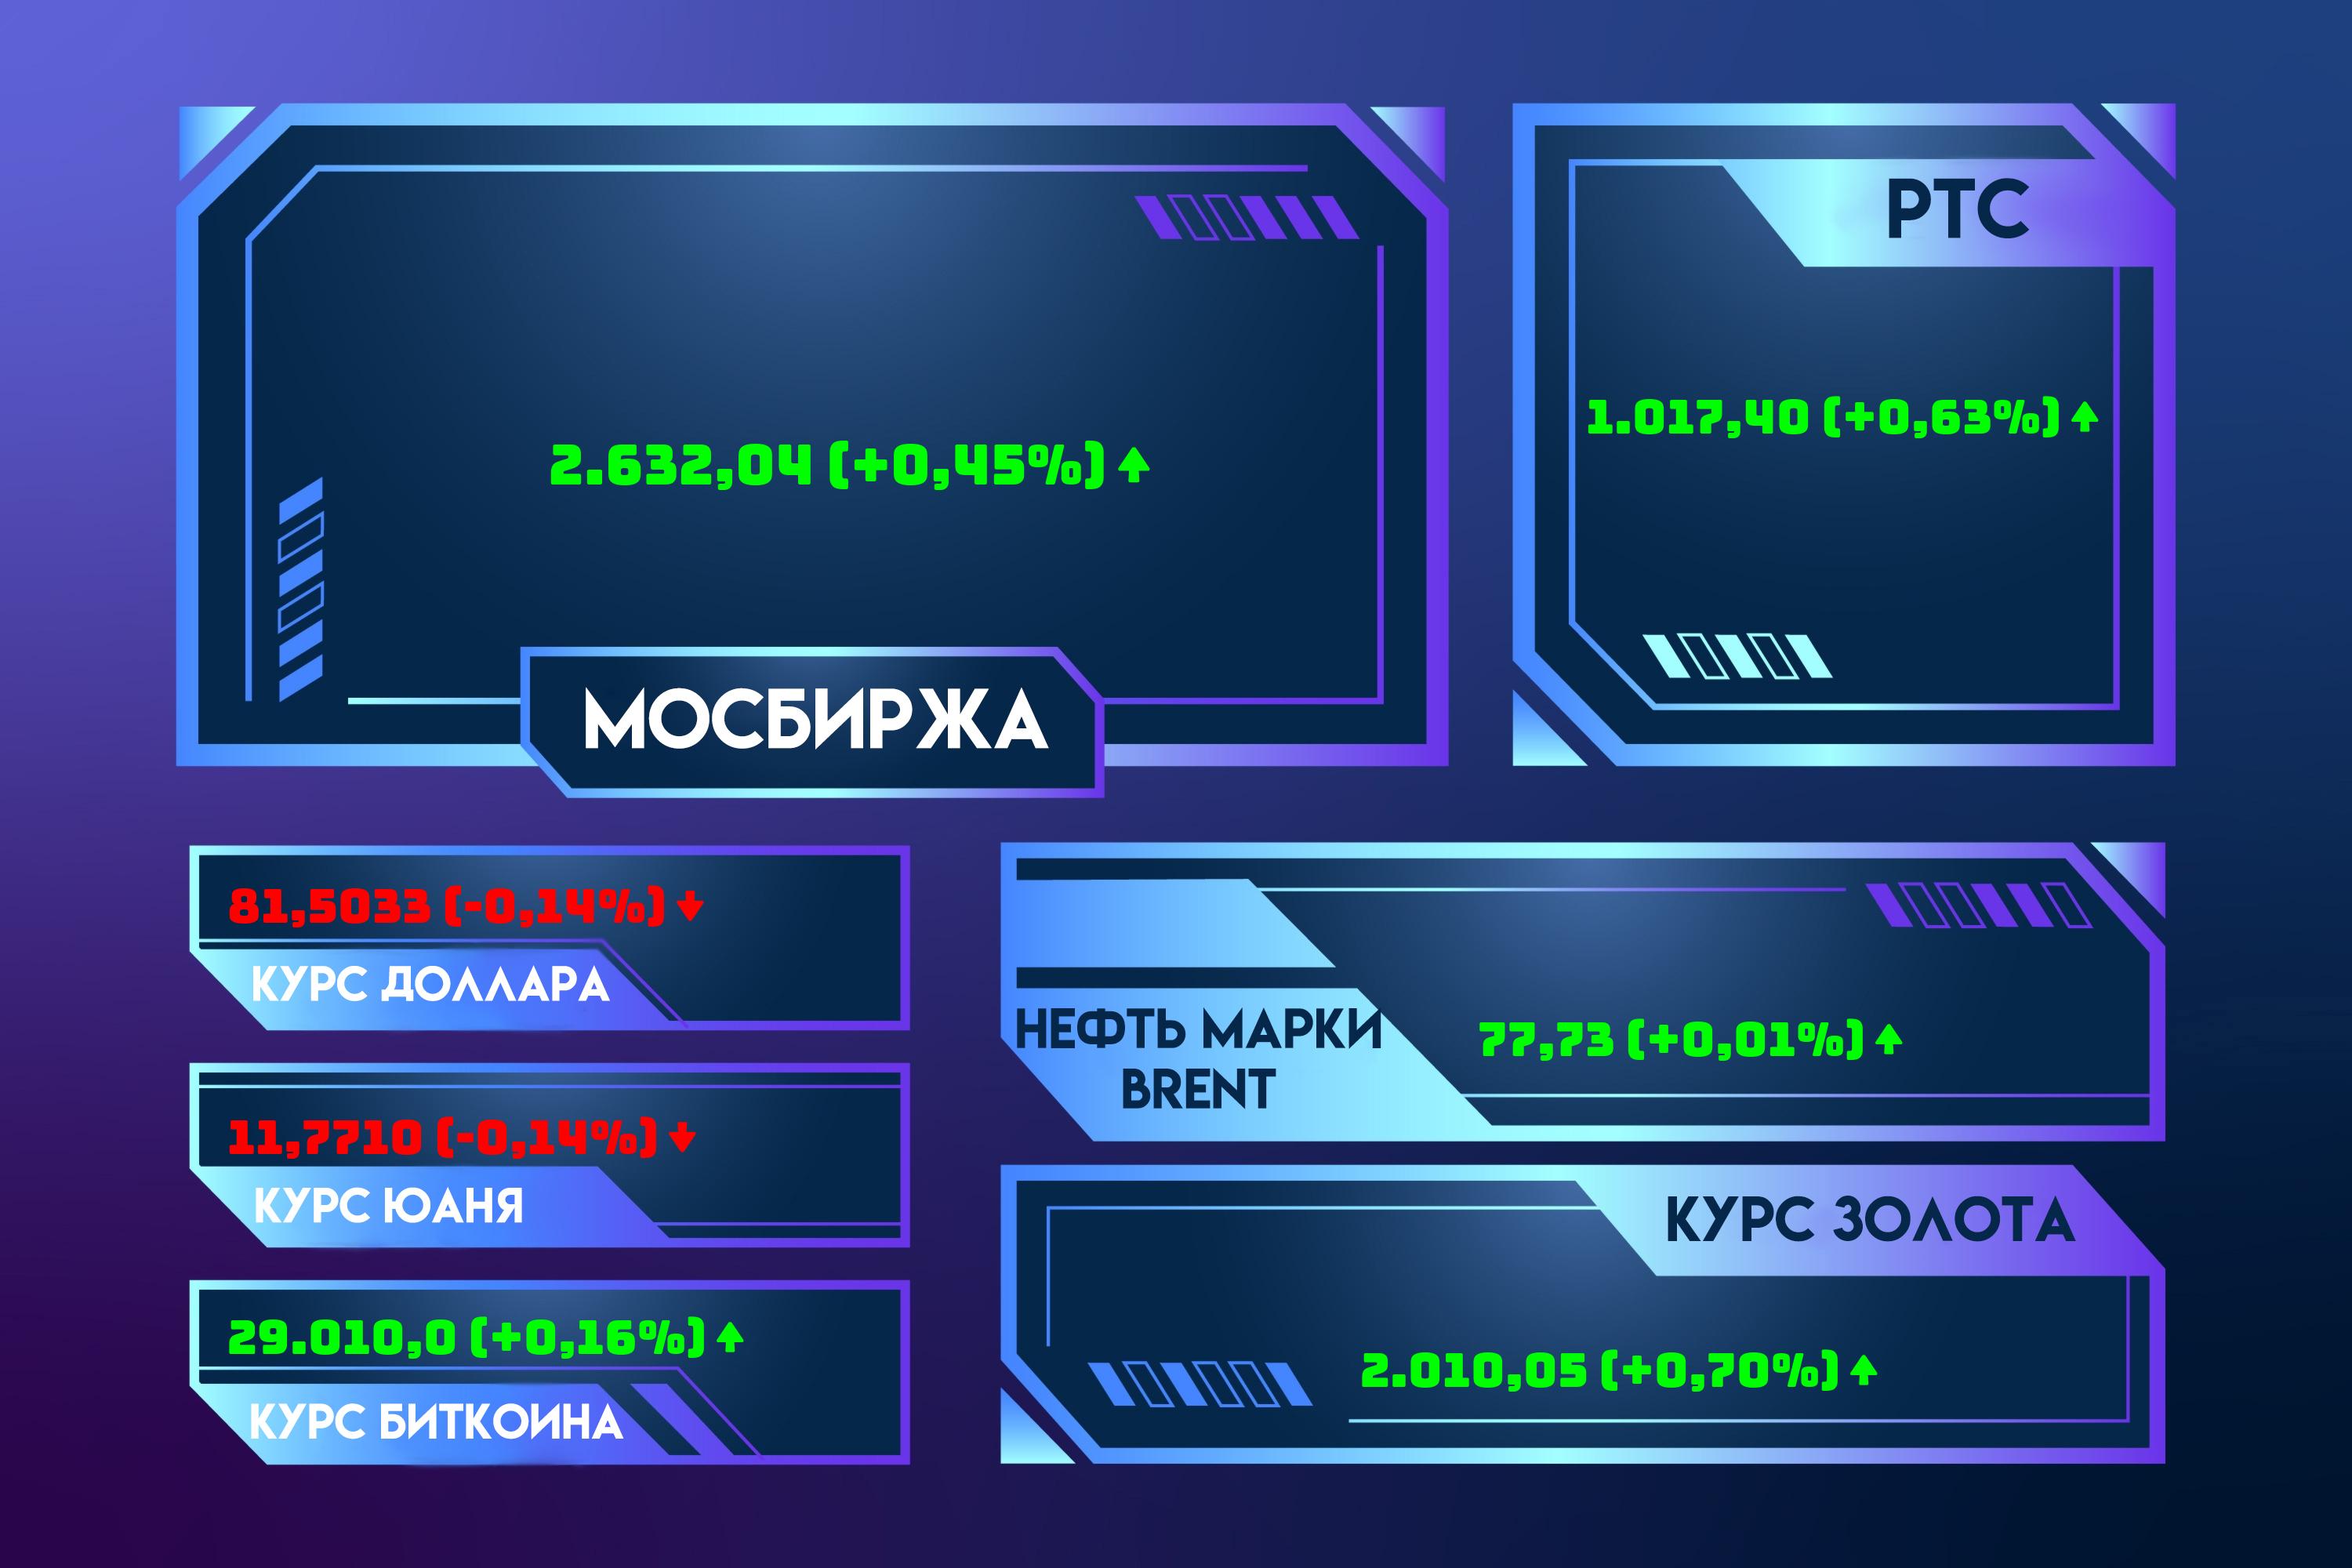 2.632,04 (+0,45%)
МОСБИРЖА
РТС
1.017,40 (+0,63%)
81,5033 (-0,14%)
КУРС ДОЛЛАРА
11,7710 (-0,14%)
КУРС ЮАНЯ
29.010,0 (+0,16%)
КУРС БИТКОИНА
НЕФТЬ МАРКИ
BRENT
77,73 (+0,01%)
КУРС ЗОЛОТА
2.010,05 (+0,70%)